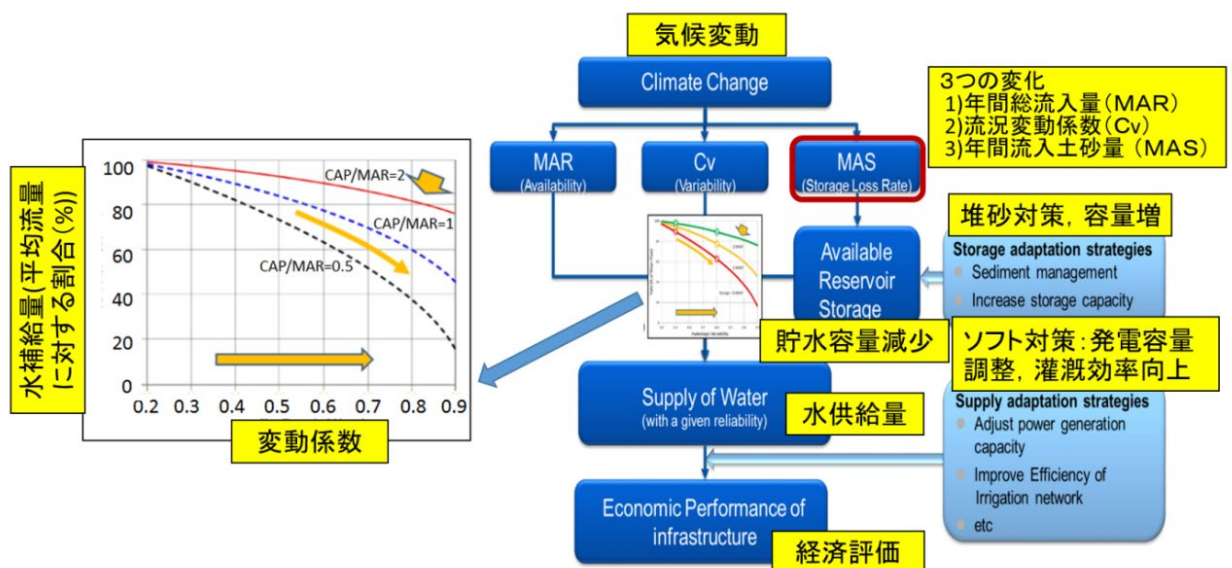 気候変動
Climate Change
3つの変化
1)年間総流入量(MAR)
2)流況変動係数(Cv)
3)年間流入土砂量(MAS)
MAR
(Availability)
Cv
(Variability)
MAS
(Storage Loss Rate)
水補給量(平均流量
に対する割合(%))
100
80
60
40
20
0
CAP/MAR=2
CAP/MAR=1
CAP/MAR=0.5
0.2 0.3 0.4 0.5 0.6 0.7 0.8 0.9
変動係数
堆砂対策，容量増
Storage adaptation strategies
Sediment management
Increase storage capacity
Available
Reservoir
Storage
貯水容量減少
ソフト対策：発電容量
調整，灌漑効率向上
Supply adaptation strategies
Adjust power generation
capacity
Improve Efficiency of
Irrigation network
etc
Supply of Water
(with a given reliability)
水供給量
Economic Performance of
infrastructure
経済評価